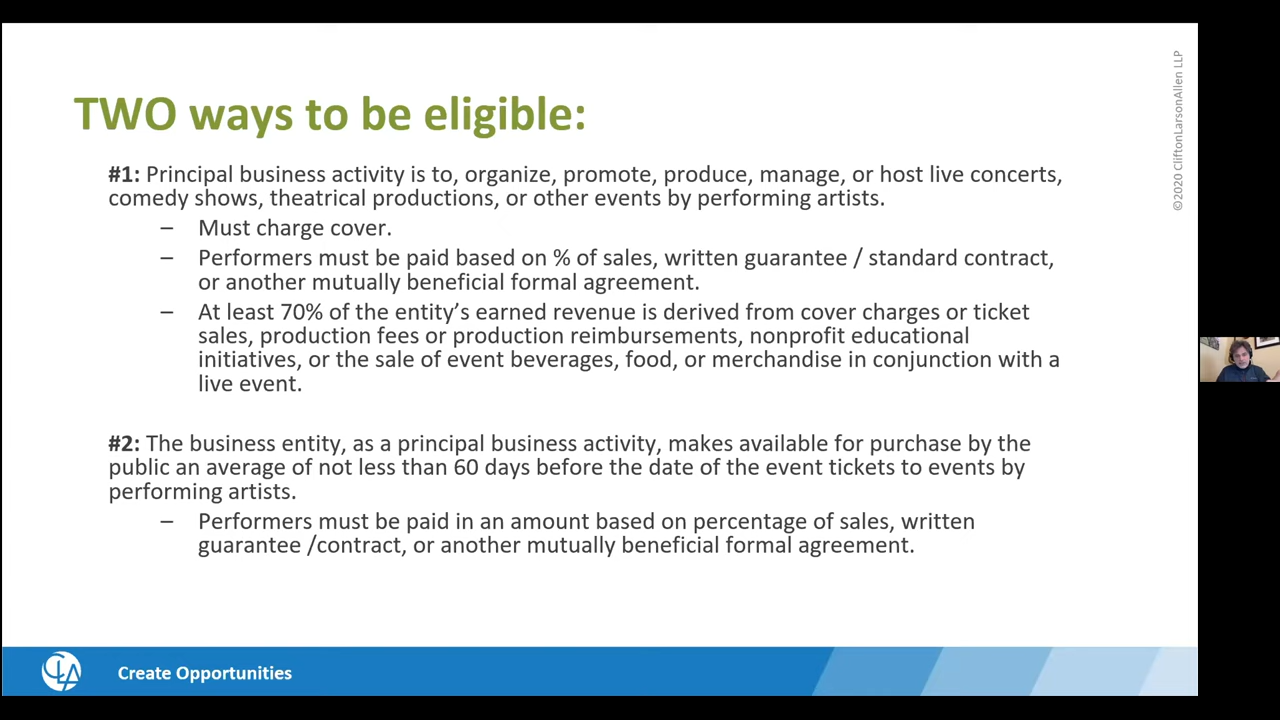 ©2020 CliftonLarsonAllen LLP
TWO ways to be eligible:
#1: Principal business activity is to, organize, promote, produce, manage, or host live concerts,
comedy shows, theatrical productions, or other events by performing artists.
– Must charge cover.
– Performers must be paid based on % of sales, written guarantee / standard contract,
or another mutually beneficial formal agreement.
– At least 70% of the entity’s earned revenue is derived from cover charges or ticket
sales, production fees or production reimbursements, nonprofit educational
initiatives, or the sale of event beverages, food, or merchandise in conjunction with a
live event.
#2: The business entity, as a principal business activity, makes available for purchase by the
public an average of not less than 60 days before the date of the event tickets to events by
performing artists.
– Performers must be paid in an amount based on percentage of sales, written
guarantee /contract, or another mutually beneficial formal agreement.
CLA
Create Opportunities